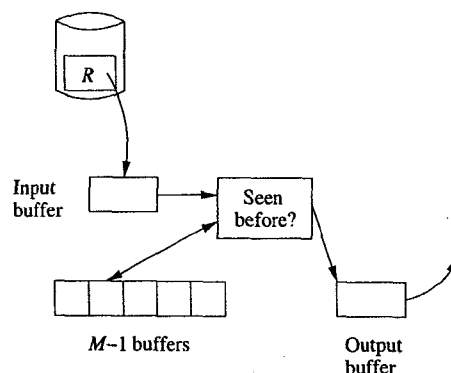 R
Input
buffer
Seen
before?
M−1 buffers
Output
buffer